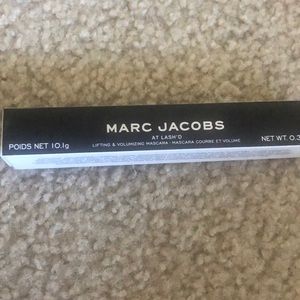 MARC JACOBS
AT LASH'D
LIFTING & VOLUMIZING MASCARA · MASCARA COURBE ET VOLUME
POIDS NET 10.1g
NET WT. 0.3